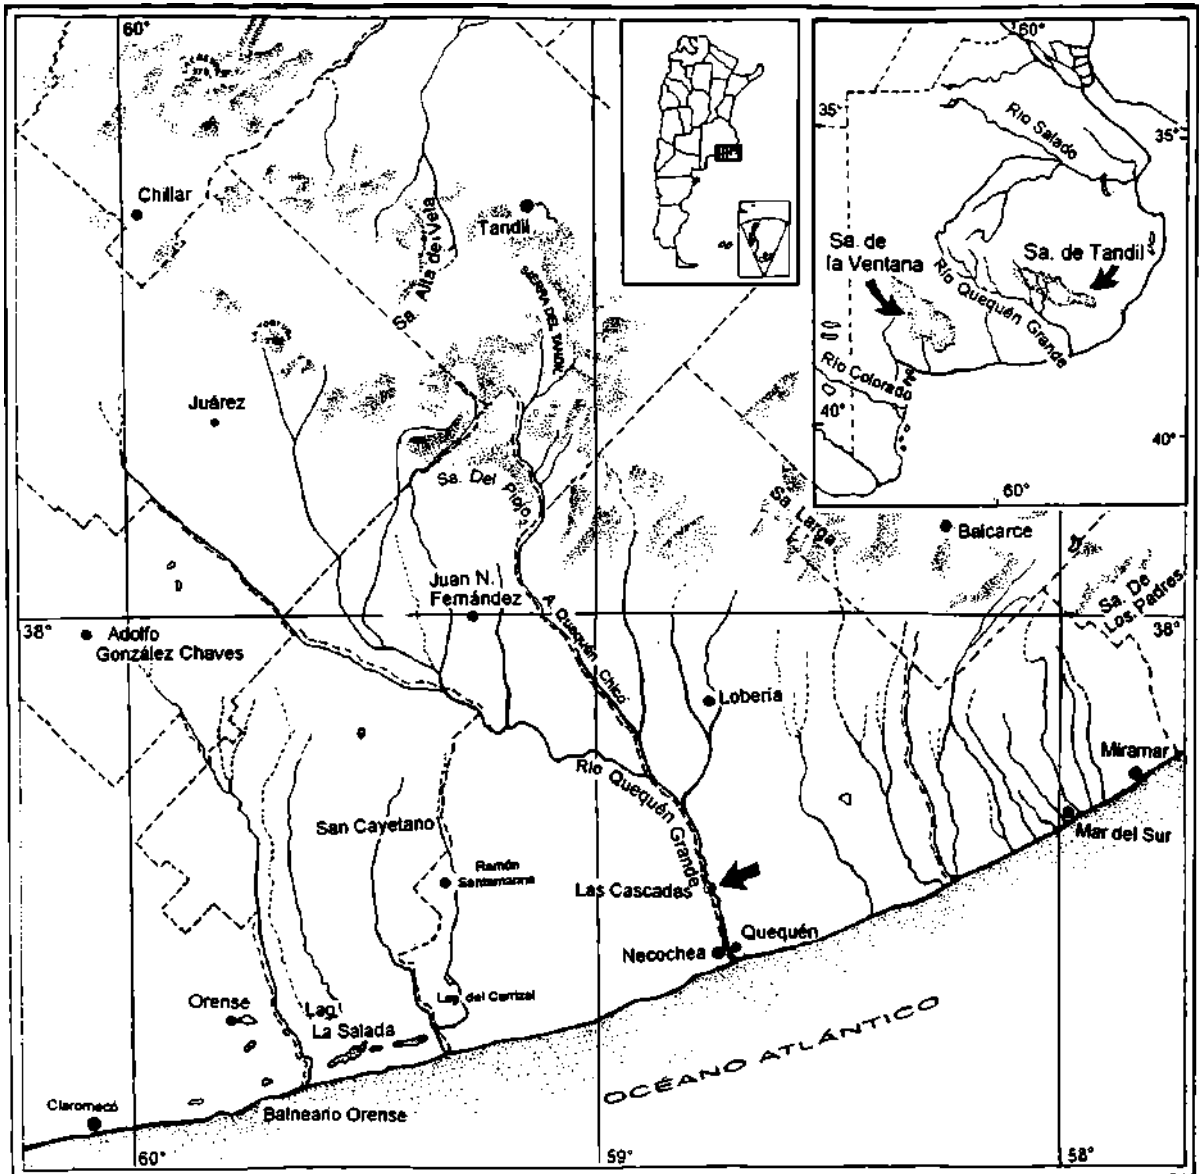 60°
Chillar
Tandil
Sa. Alta de Vela
SIERRA DEL TANDIL
Juárez
Sa. Del Piojo
Juan N.
Fernández
A. Quequén Chico
38°
Adolfo
González Chaves
Lobería
Río Quequén Grande
San Cayetano
Ramón
Santamarina
Las Cascadas
Necochea
Quequén
Orense
Lag.
La Salada
Lag. del Carrizal
Claromecó
Balneario Orense
OCÉANO ATLÁNTICO
Sa. Larga
Balcarce
Sa. De
Los Padres
38°
Miramar
Mar del Sur
60°
59°
58°
60°
35°
35°
Río Salado
Sa. de
la Ventana
Sa. de Tandil
Río Quequén Grande
Río Colorado
40°
40°
60°